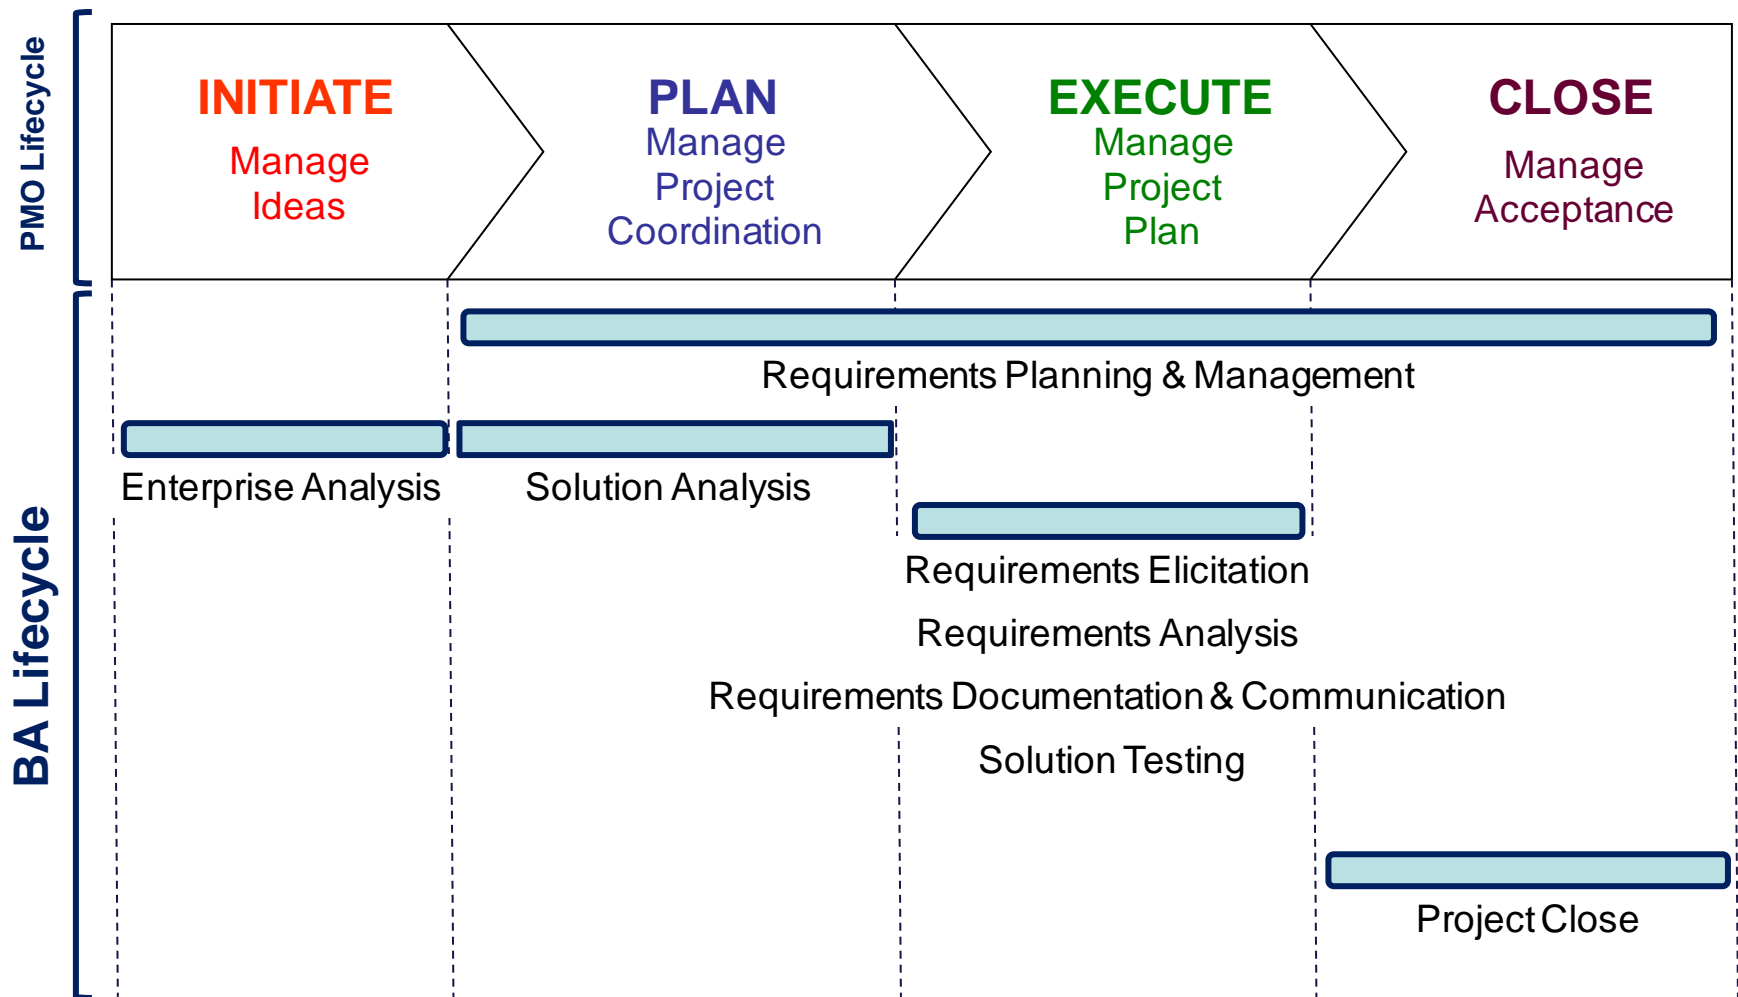 PMO Lifecycle
INITIATE
Manage
Ideas
PLAN
Manage
Project
Coordination
EXECUTE
Manage
Project
Plan
CLOSE
Manage
Acceptance
BA Lifecycle
Requirements Planning & Management
Enterprise Analysis
Solution Analysis
Requirements Elicitation
Requirements Analysis
Requirements Documentation & Communication
Solution Testing
Project Close